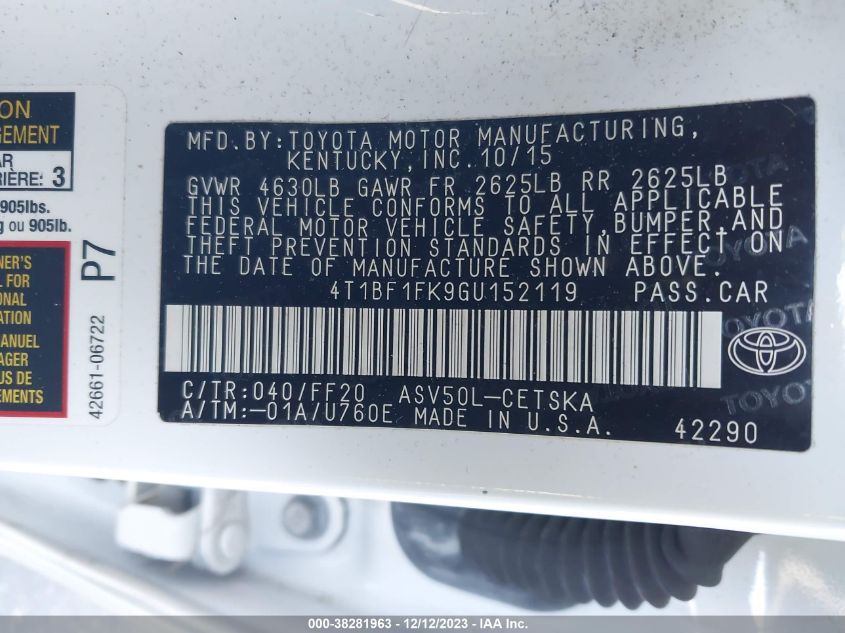 ON
GEMENT
AR
RIÈRE: 3
905lbs.
g ou 905lb.
NER'S
L FOR
ONAL
ATION
MANUEL
AGER
US DE
EMENTS
P7
42661-06722
MFD.BY:TOYOTA MOTOR MANUFACTURING,
KENTUCKY,INC.10/15
GVWR 4630LB GAWR FR 2625LB RR 2625LB
THIS VEHICLE CONFORMS TO ALL APPLICABLE
FEDERAL MOTOR VEHICLE SAFETY,BUMPER,AND
THEFT PREVENTION STANDARDS IN EFFECT ON
THE DATE OF MANUFACTURE SHOWN ABOVE.
4T1BF1FK9GU152119 PASS.CAR
TOYOTA
TOYOTA
C/TR:040/FF20 ASV50L-CETSKA
A/TM:-01A/U760E MADE IN U.S.A.
42290
TOYOTA
000-38281963 - 12/12/2023 - IAA Inc.